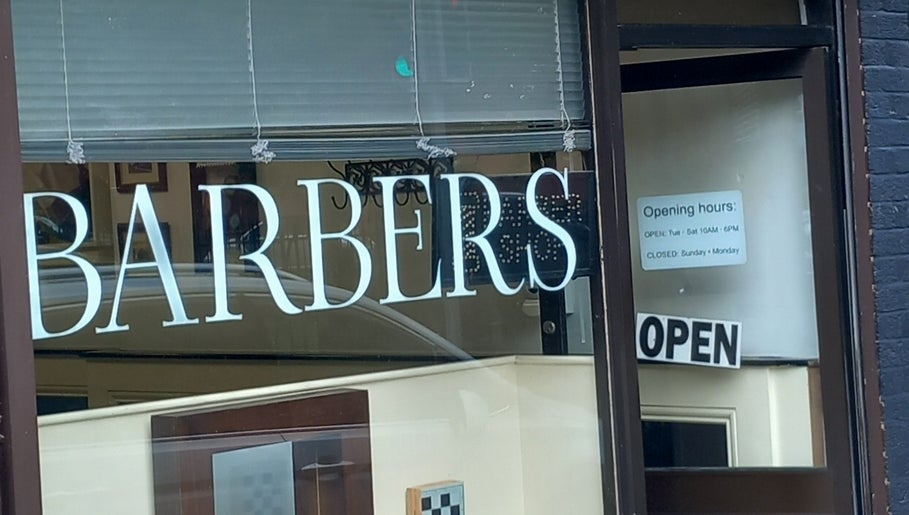 BARBERS
Opening hours:
OPEN: Tue - Sat 10AM - 6PM
CLOSED: Sunday + Monday
OPEN